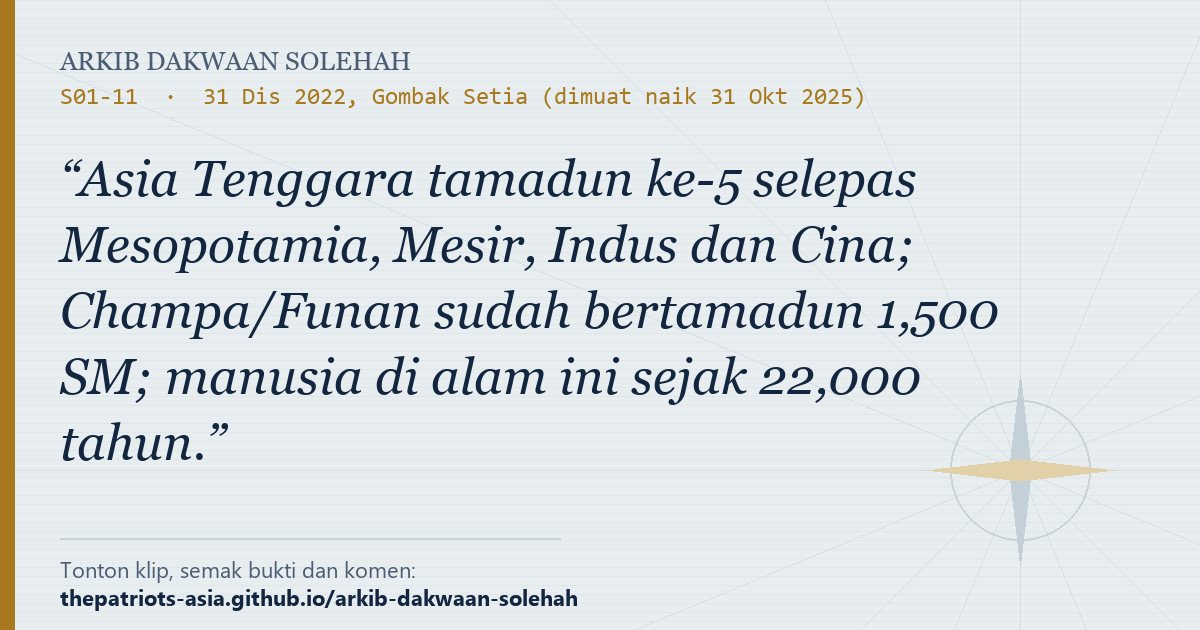 ARKIB DAKWAAN SOLEHAH
S01-11 · 31 Dis 2022, Gombak Setia (dimuat naik 31 Okt 2025)
“Asia Tenggara tamadun ke-5 selepas
Mesopotamia, Mesir, Indus dan Cina;
Champa/Funan sudah bertamadun 1,500
SM; manusia di alam ini sejak 22,000
tahun.”
Tonton klip, semak bukti dan komen:
thepatriots-asia.github.io/arkib-dakwaan-solehah